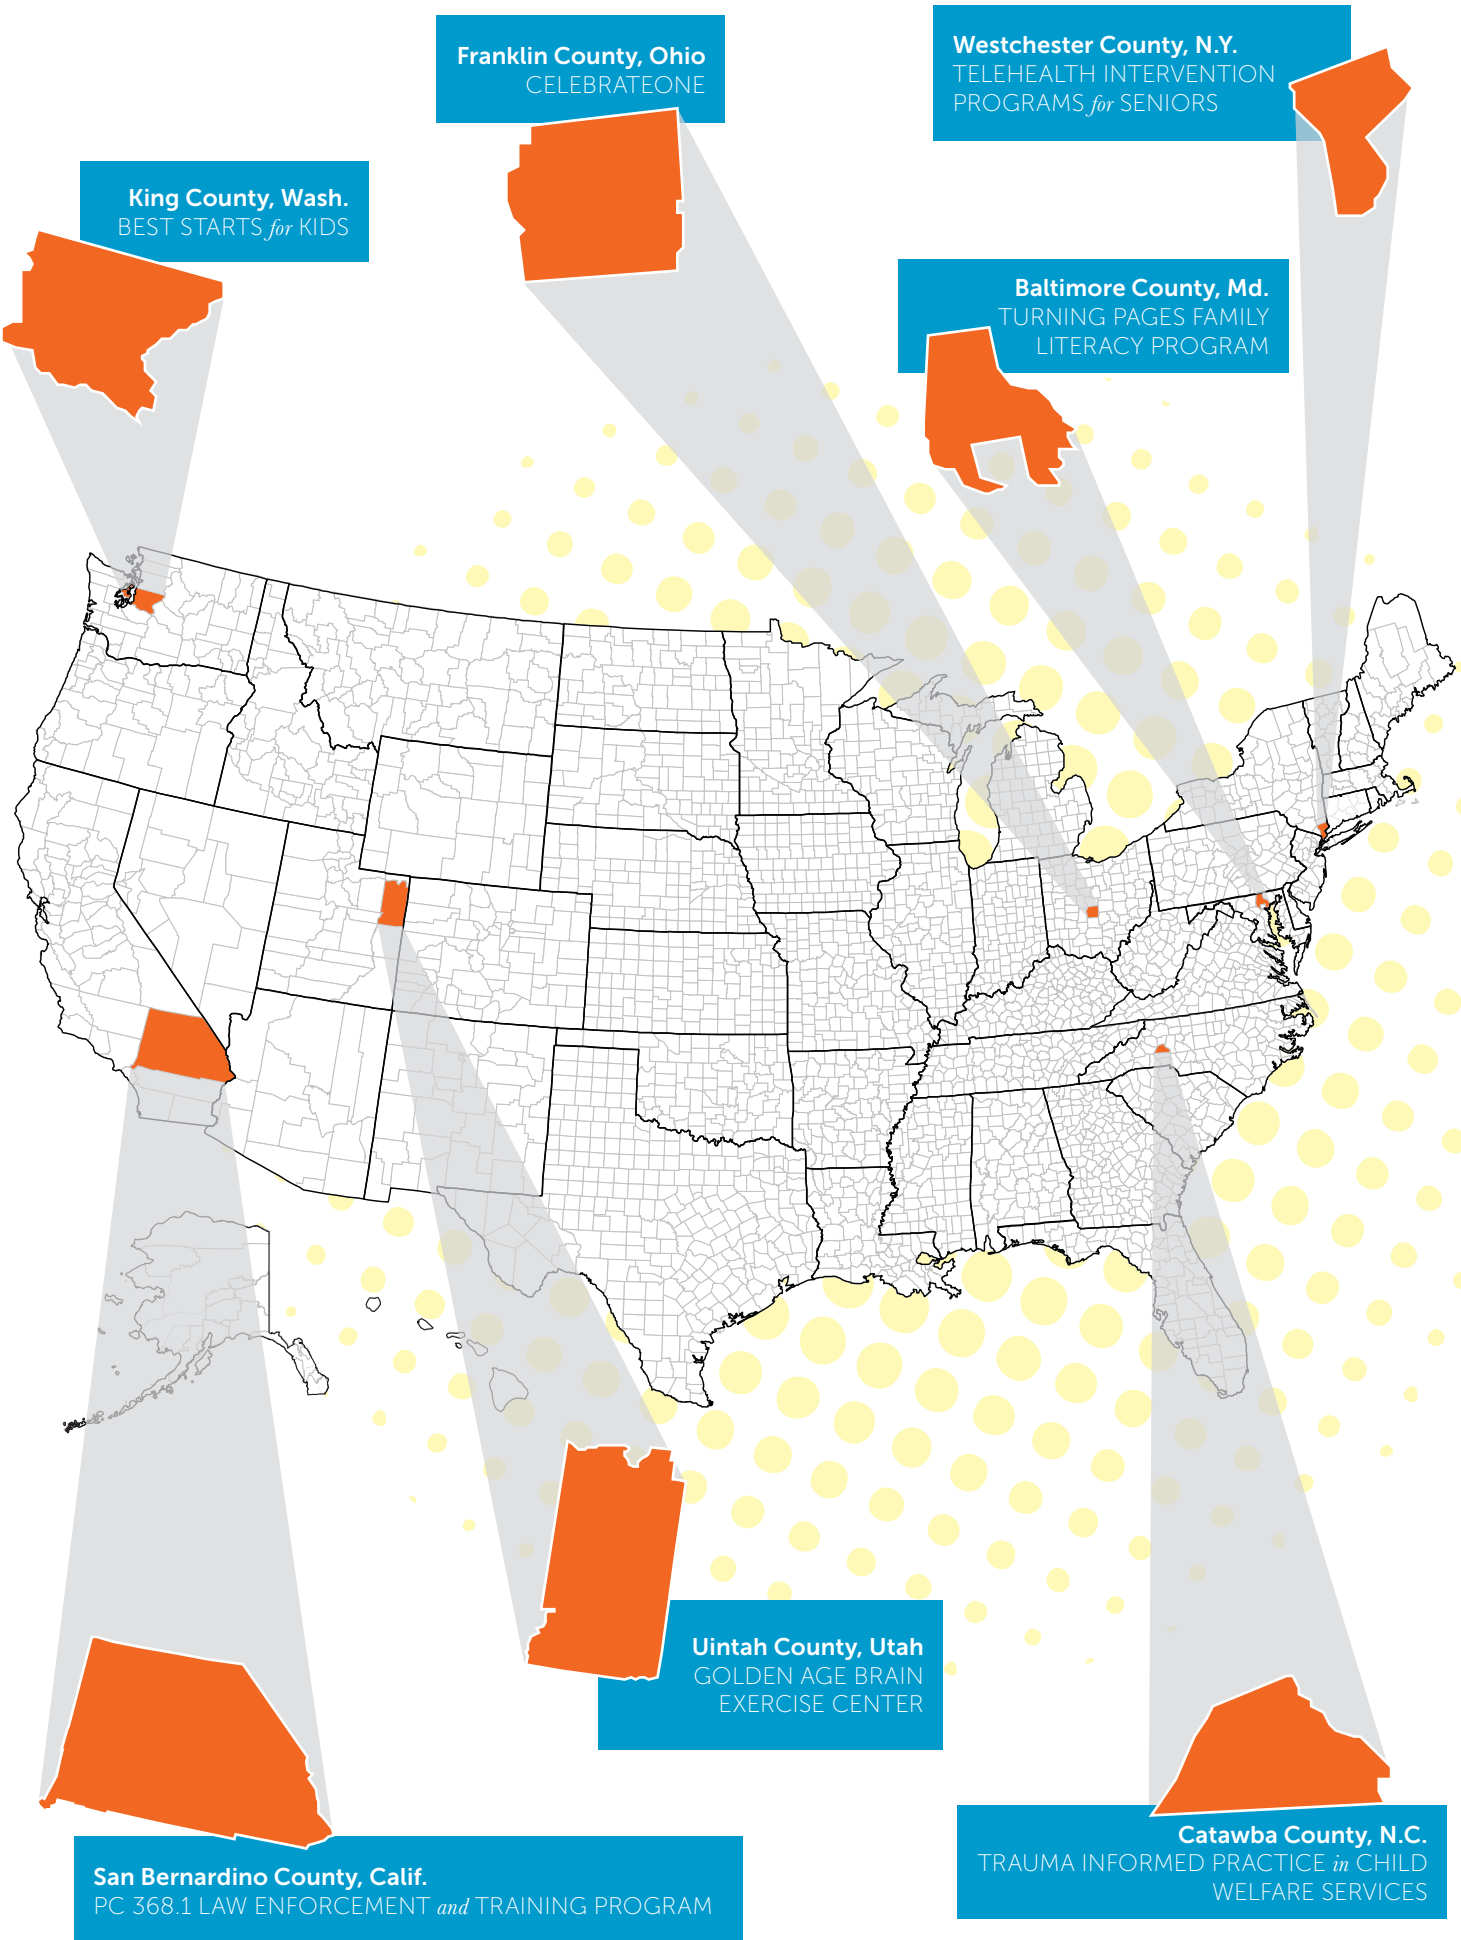 Franklin County, Ohio
CELEBRATEONE
Westchester County, N.Y.
TELEHEALTH INTERVENTION
PROGRAMS for SENIORS
King County, Wash.
BEST STARTS for KIDS
Baltimore County, Md.
TURNING PAGES FAMILY
LITERACY PROGRAM
Uintah County, Utah
GOLDEN AGE BRAIN
EXERCISE CENTER
San Bernardino County, Calif.
PC 368.1 LAW ENFORCEMENT and TRAINING PROGRAM
Catawba County, N.C.
TRAUMA INFORMED PRACTICE in CHILD
WELFARE SERVICES